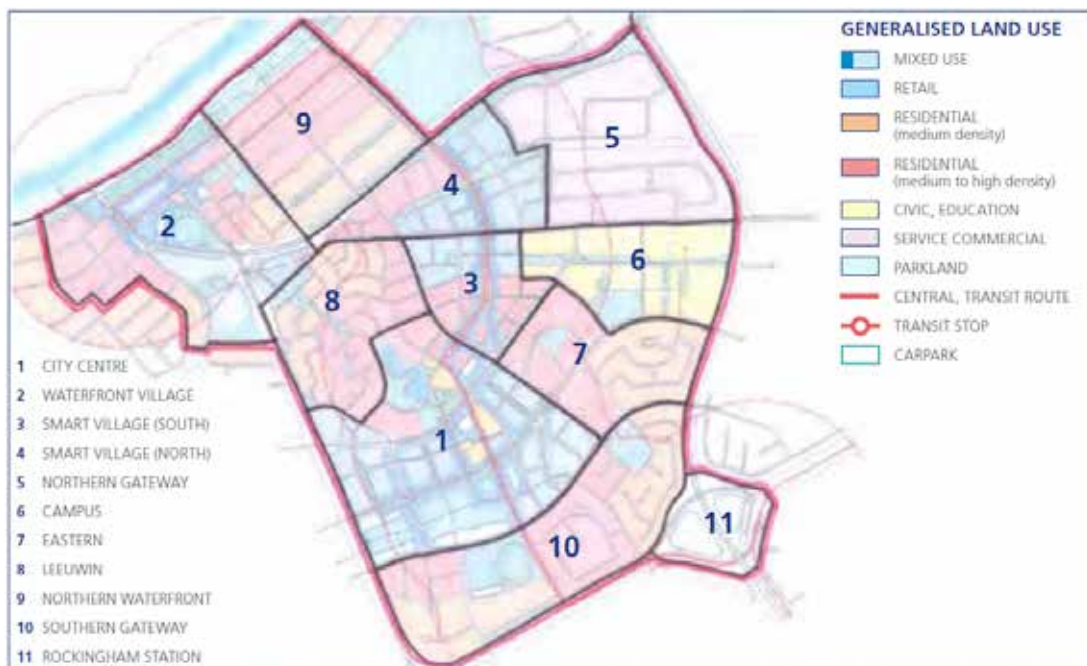 GENERALISED LAND USE
MIXED USE
RETAIL
RESIDENTIAL
(medium density)
RESIDENTIAL
(medium to high density)
CIVIC, EDUCATION
SERVICE COMMERCIAL
PARKLAND
CENTRAL, TRANSIT ROUTE
TRANSIT STOP
CARPARK
9
5
4
2
6
3
8
7
1
11
10
1 CITY CENTRE
2 WATERFRONT VILLAGE
3 SMART VILLAGE (SOUTH)
4 SMART VILLAGE (NORTH)
5 NORTHERN GATEWAY
6 CAMPUS
7 EASTERN
8 LEEUWIN
9 NORTHERN WATERFRONT
10 SOUTHERN GATEWAY
11 ROCKINGHAM STATION